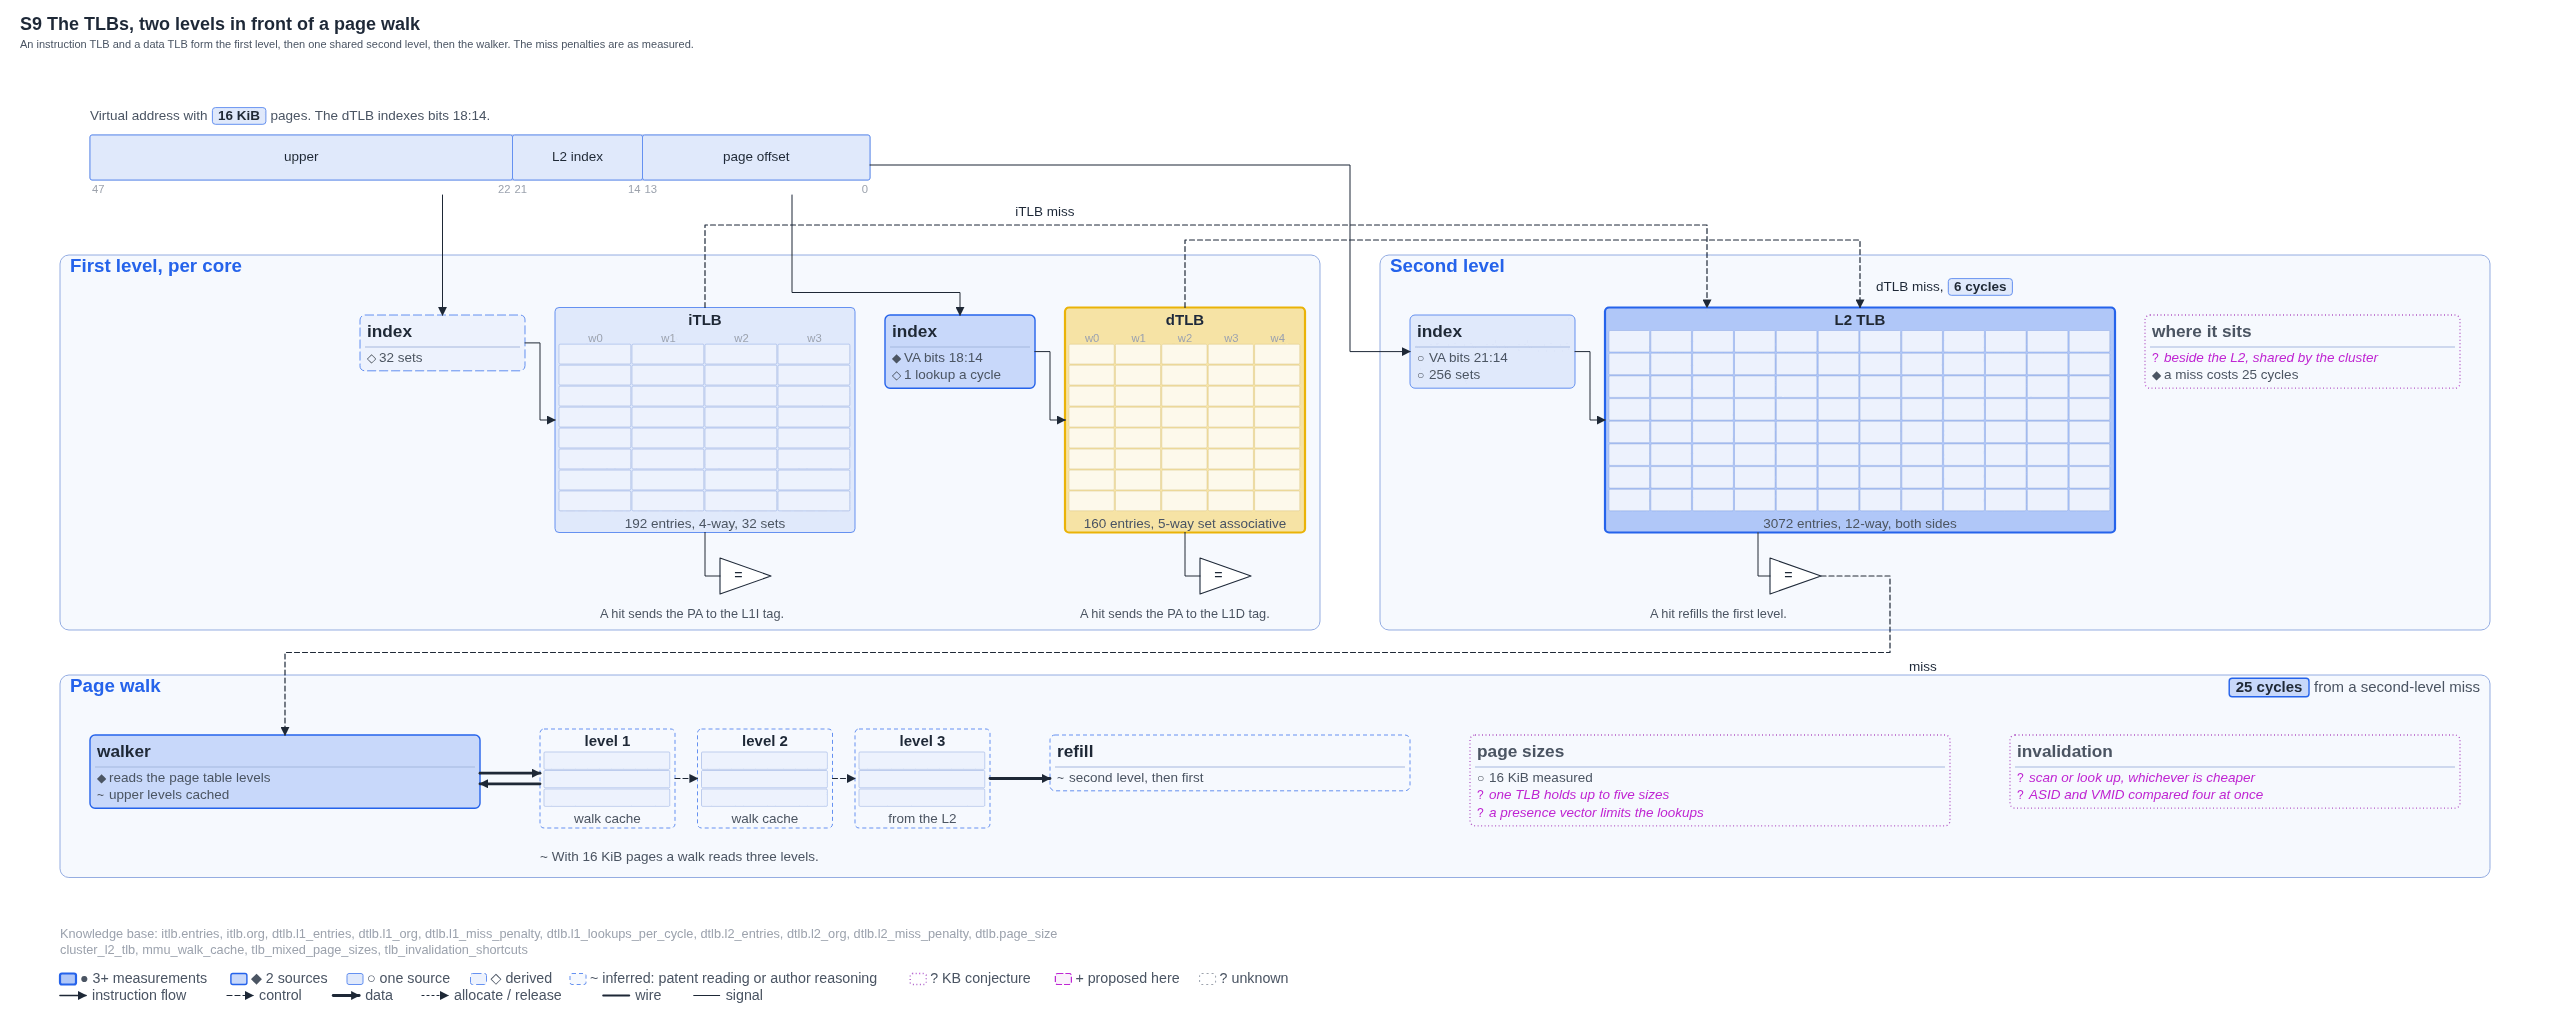 S9 The TLBs, two levels in front of a page walk
An instruction TLB and a data TLB form the first level, then one shared second level, then the walker. The miss penalties are as measured.
Virtual address with 16 KiB pages. The dTLB indexes bits 18:14.
upper
L2 index
page offset
47
22 21
14 13
0
iTLB miss
First level, per core
Second level
dTLB miss, 6 cycles
index
◇ 32 sets
iTLB
w0 w1 w2 w3
192 entries, 4-way, 32 sets
index
◆ VA bits 18:14
◇ 1 lookup a cycle
dTLB
w0 w1 w2 w3 w4
160 entries, 5-way set associative
index
○ VA bits 21:14
○ 256 sets
L2 TLB
3072 entries, 12-way, both sides
where it sits
? beside the L2, shared by the cluster
◆ a miss costs 25 cycles
=
=
=
A hit sends the PA to the L1I tag.
A hit sends the PA to the L1D tag.
A hit refills the first level.
miss
Page walk
25 cycles from a second-level miss
walker
◆ reads the page table levels
~ upper levels cached
level 1
walk cache
level 2
walk cache
level 3
from the L2
refill
~ second level, then first
page sizes
○ 16 KiB measured
? one TLB holds up to five sizes
? a presence vector limits the lookups
invalidation
? scan or look up, whichever is cheaper
? ASID and VMID compared four at once
~ With 16 KiB pages a walk reads three levels.
Knowledge base: itlb.entries, itlb.org, dtlb.l1_entries, dtlb.l1_org, dtlb.l1_miss_penalty, dtlb.l1_lookups_per_cycle, dtlb.l2_entries, dtlb.l2_org, dtlb.l2_miss_penalty, dtlb.page_size
cluster_l2_tlb, mmu_walk_cache, tlb_mixed_page_sizes, tlb_invalidation_shortcuts
● 3+ measurements ◆ 2 sources ○ one source ◇ derived ~ inferred: patent reading or author reasoning ? KB conjecture + proposed here ? unknown
instruction flow control data allocate / release wire signal